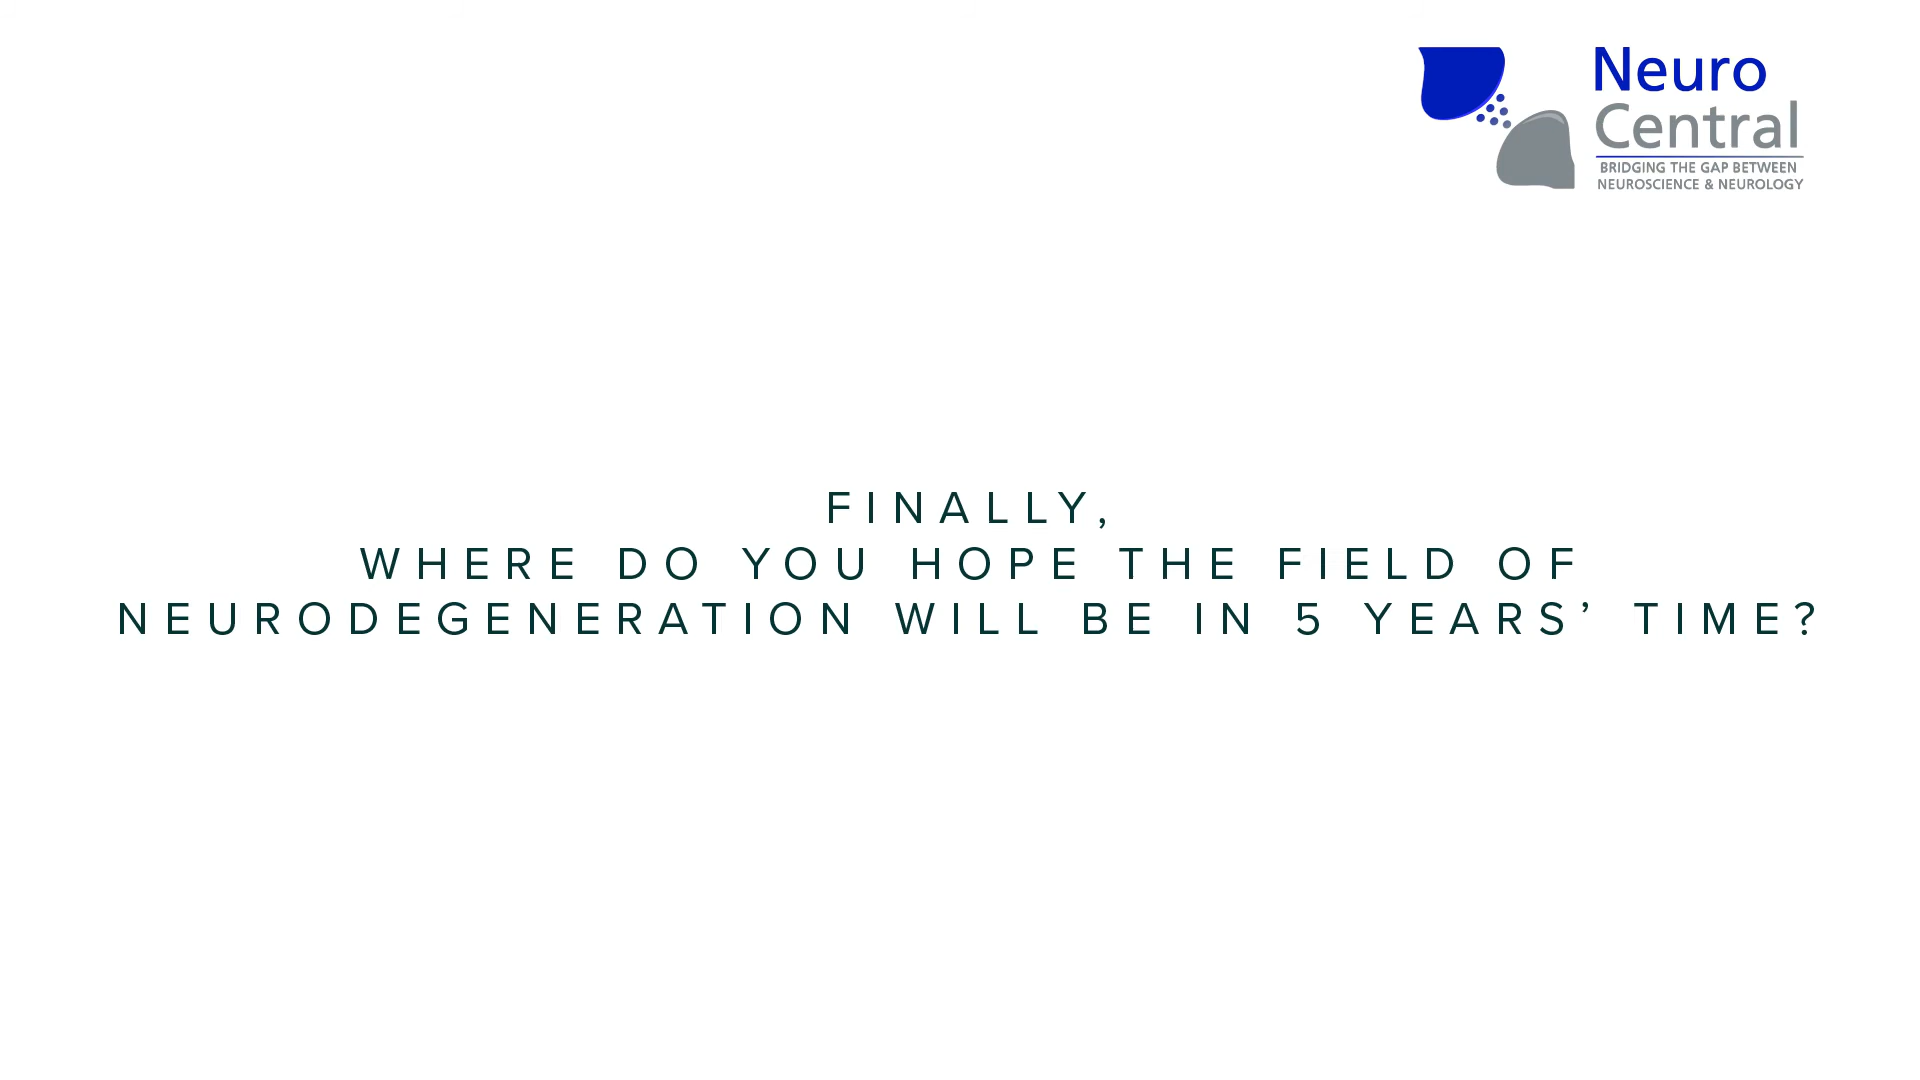 Neuro
Central
BRIDGING THE GAP BETWEEN
NEUROSCIENCE & NEUROLOGY
FINALLY,
WHERE DO YOU HOPE THE FIELD OF
NEURODEGENERATION WILL BE IN 5 YEARS’ TIME?